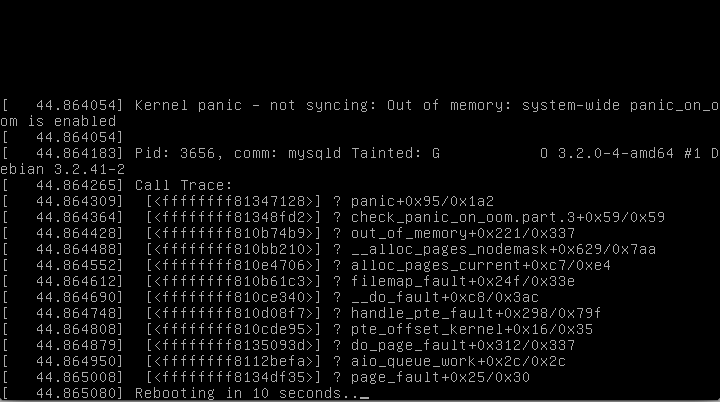 [   44.864054] Kernel panic - not syncing: Out of memory: system-wide panic_on_o
om is enabled
[   44.864054]
[   44.864183] Pid: 3656, comm: mysqld Tainted: G           O 3.2.0-4-amd64 #1 D
ebian 3.2.41-2
[   44.864265] Call Trace:
[   44.864309]  [<ffffffff81347128>] ? panic+0x95/0x1a2
[   44.864364]  [<ffffffff81348fd2>] ? check_panic_on_oom.part.3+0x59/0x59
[   44.864428]  [<ffffffff810b74b9>] ? out_of_memory+0x221/0x337
[   44.864488]  [<ffffffff810bb210>] ? __alloc_pages_nodemask+0x629/0x7aa
[   44.864552]  [<ffffffff810e4706>] ? alloc_pages_current+0xc7/0xe4
[   44.864612]  [<ffffffff810b61c3>] ? filemap_fault+0x24f/0x33e
[   44.864690]  [<ffffffff810ce340>] ? __do_fault+0xc8/0x3ac
[   44.864748]  [<ffffffff810d08f7>] ? handle_pte_fault+0x298/0x79f
[   44.864808]  [<ffffffff810cde95>] ? pte_offset_kernel+0x16/0x35
[   44.864879]  [<ffffffff8135093d>] ? do_page_fault+0x312/0x337
[   44.864950]  [<ffffffff8112befa>] ? aio_queue_work+0x2c/0x2c
[   44.865008]  [<ffffffff8134df35>] ? page_fault+0x25/0x30
[   44.865080] Rebooting in 10 seconds.._